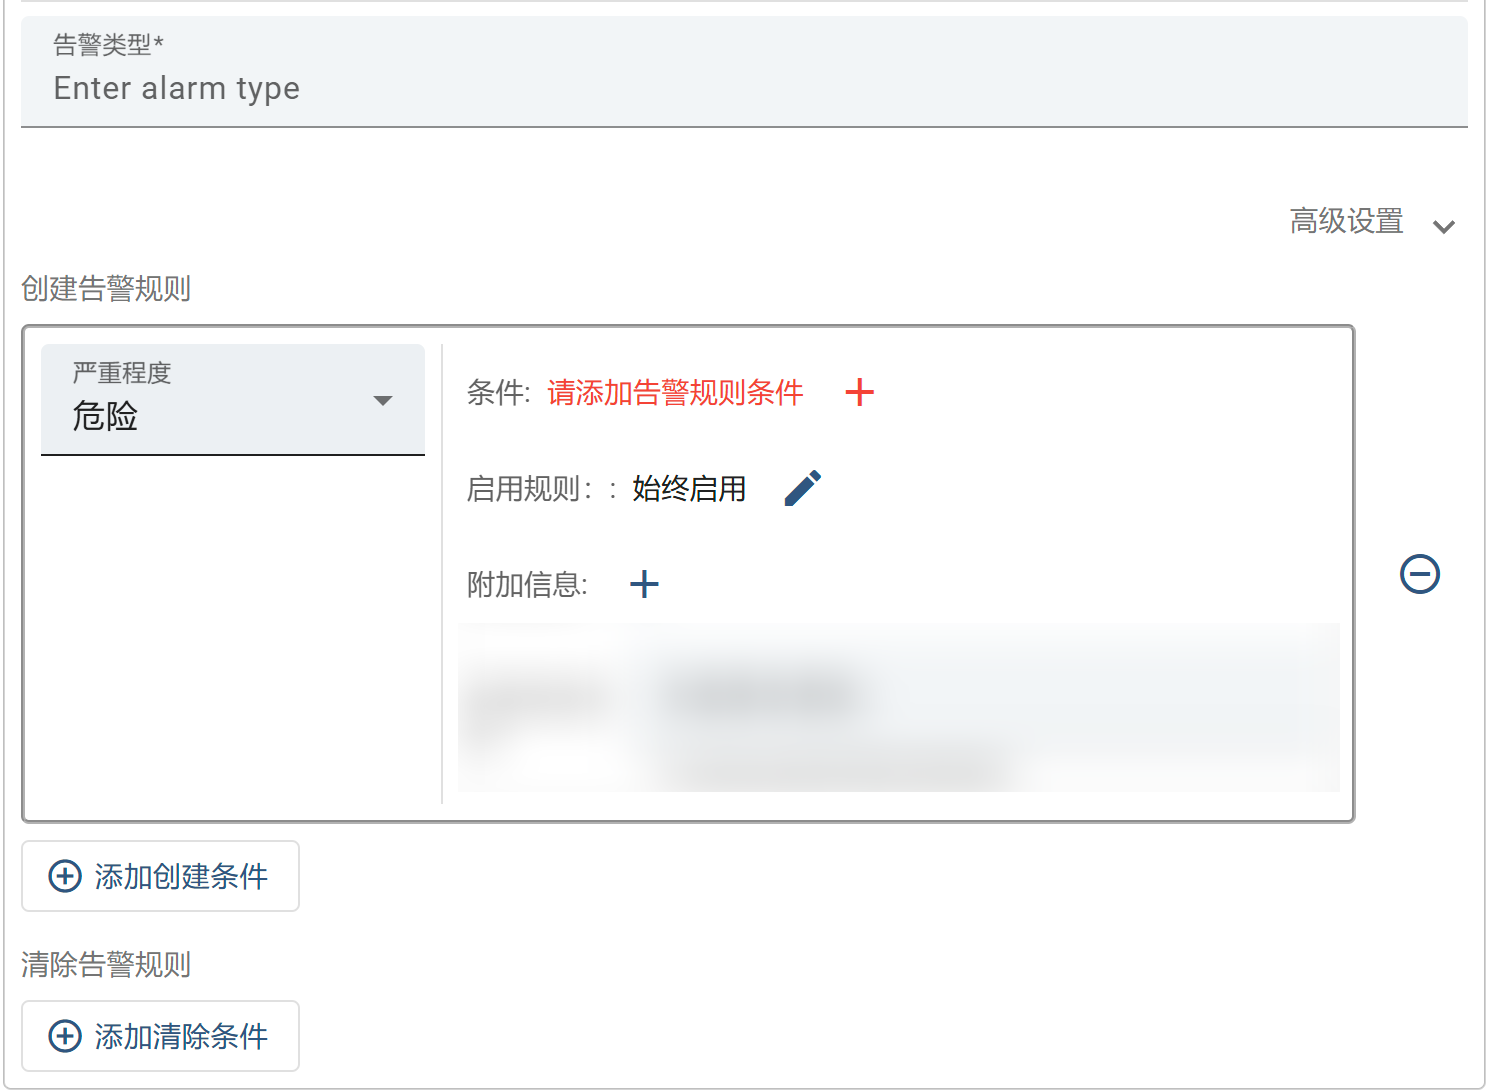 告警类型*
Enter alarm type
高级设置
创建告警规则
严重程度
危险
条件: 请添加告警规则条件
启用规则: : 始终启用
附加信息:
添加创建条件
清除告警规则
添加清除条件